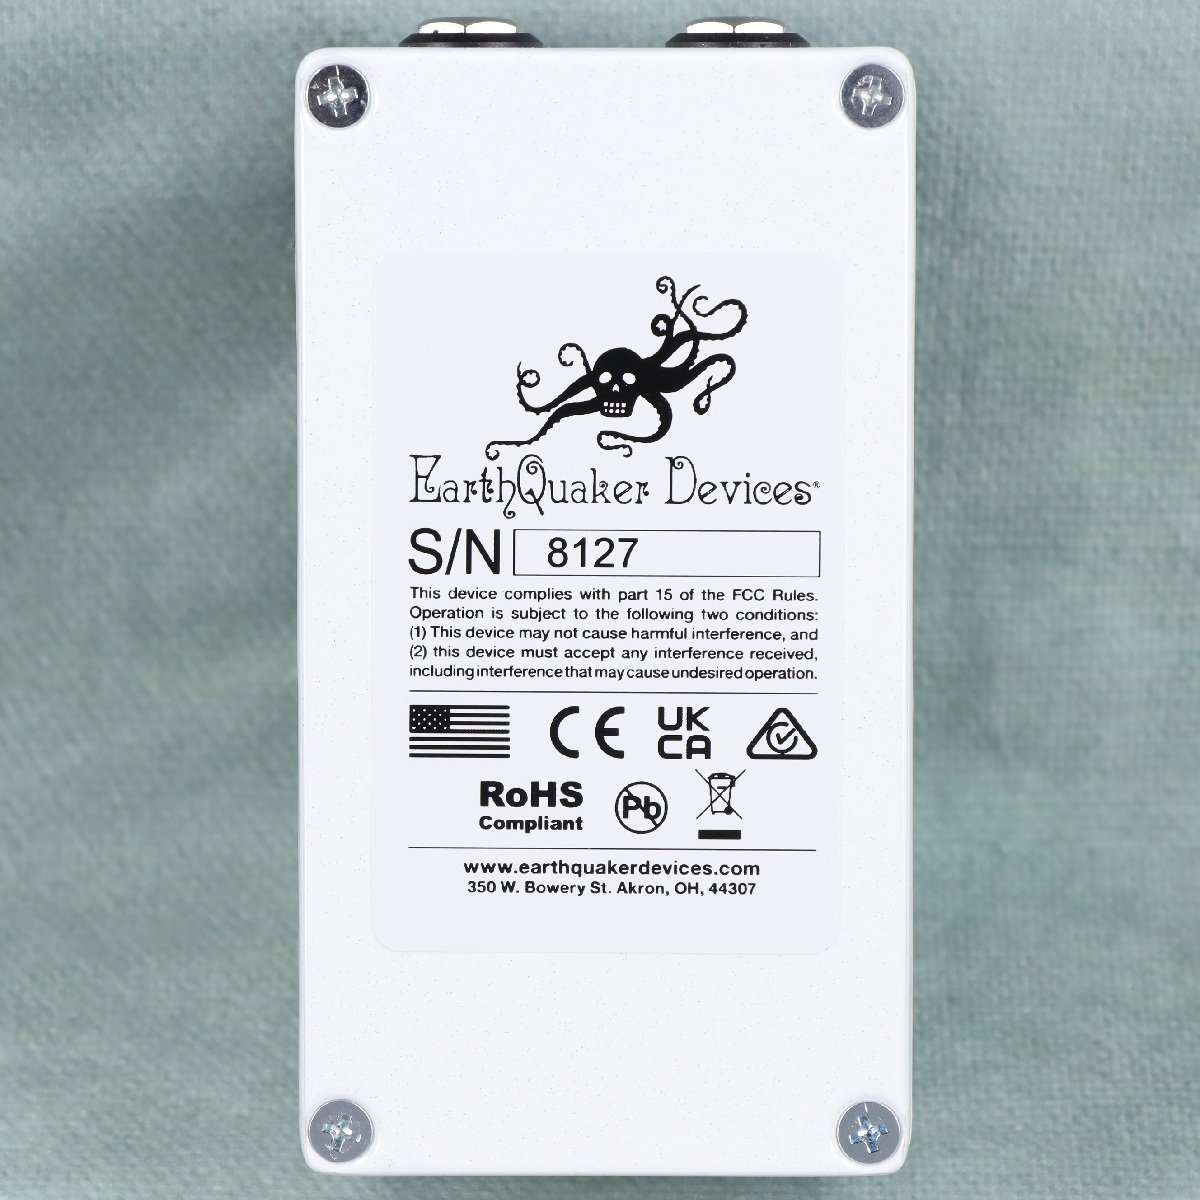 EarthQuaker Devices®
S/N 8127
This device complies with part 15 of the FCC Rules.
Operation is subject to the following two conditions:
(1) This device may not cause harmful interference, and
(2) this device must accept any interference received,
including interference that may cause undesired operation.
CE UK
CA
RoHS
Compliant
Pb
www.earthquakerdevices.com
350 W. Bowery St. Akron, OH, 44307